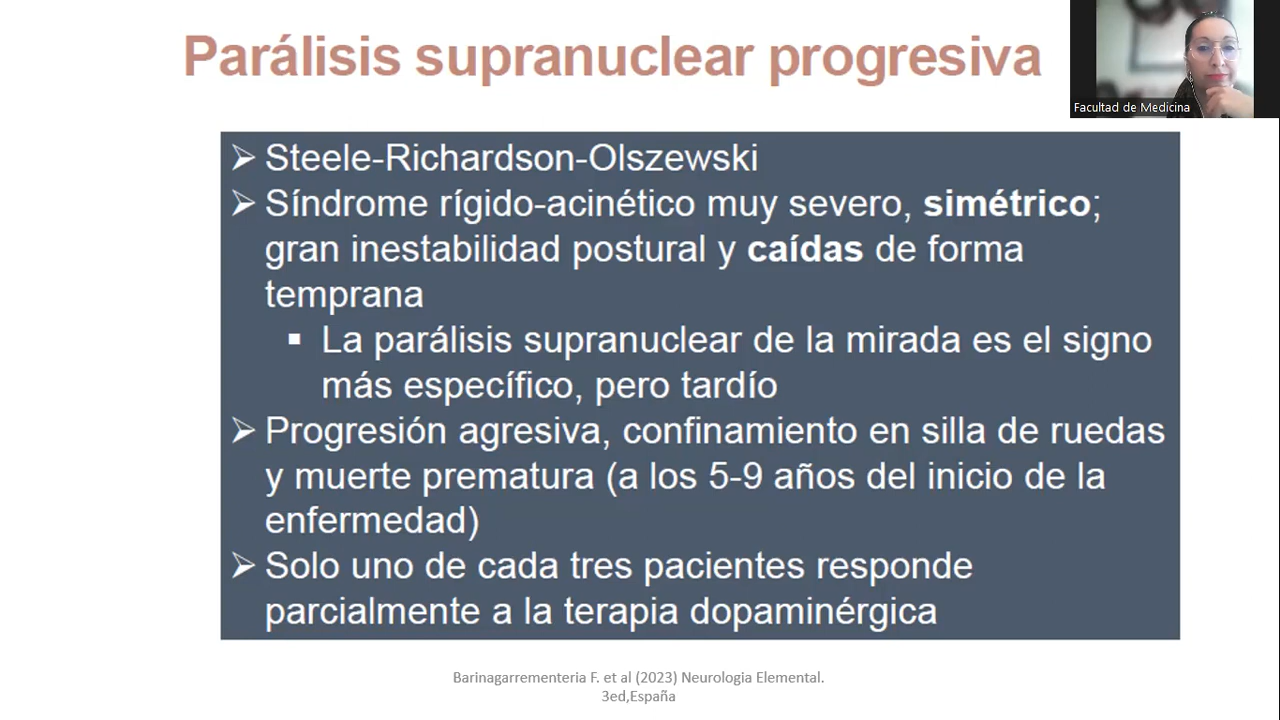 Parálisis supranuclear progresiva
Facultad de Medicina
Steele-Richardson-Olszewski
Síndrome rígido-acinético muy severo, simétrico;
gran inestabilidad postural y caídas de forma
temprana
La parálisis supranuclear de la mirada es el signo
más específico, pero tardío
Progresión agresiva, confinamiento en silla de ruedas
y muerte prematura (a los 5-9 años del inicio de la
enfermedad)
Solo uno de cada tres pacientes responde
parcialmente a la terapia dopaminérgica
Barinagarrementeria F. et al (2023) Neurologia Elemental.
3ed,España